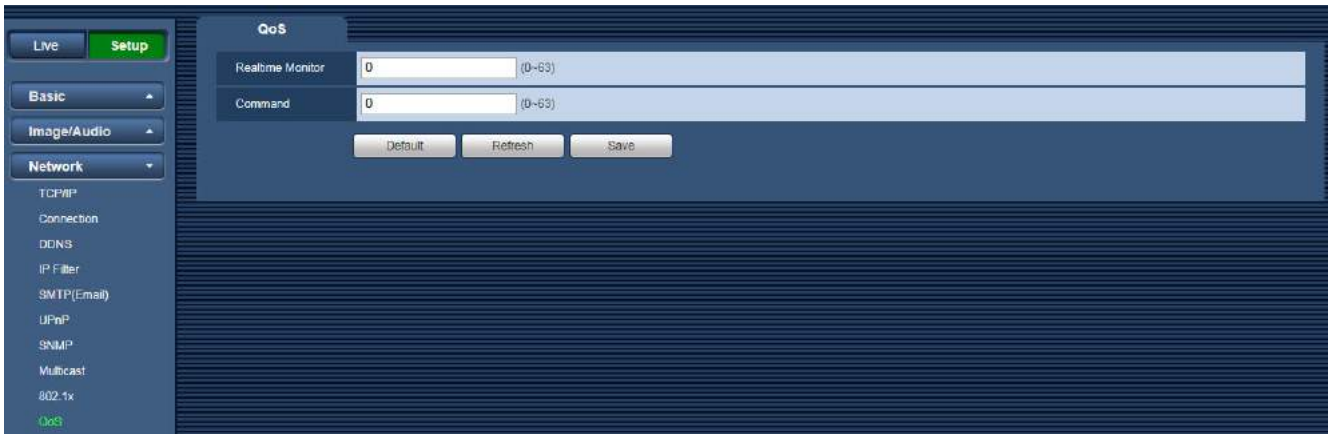 Live Setup
QoS
Realtime Monitor 0 (0~63)
Command 0 (0~63)
Default Refresh Save
Basic
Image/Audio
Network
TCP/IP
Connection
DDNS
IP Filter
SMTP(Email)
UPnP
SNMP
Multicast
802.1x
QoS